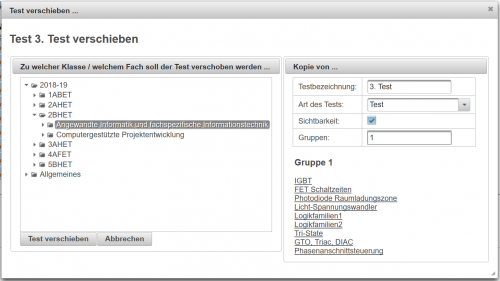 Test verschieben ...
Test 3. Test verschieben
Zu welcher Klasse / welchem Fach soll der Test verschoben werden ...
2018-19
1ABET
2AHET
2BHET
Angewandte Informatik und fachspezifische Informationstechnik
Computergestützte Projektentwicklung
3AHET
4AFET
5BHET
Allgemeines
Test verschieben
Abbrechen
Kopie von ...
Testbezeichnung: 3. Test
Art des Tests: Test
Sichtbarkeit:
Gruppen: 1
Gruppe 1
IGBT
FET Schaltzeiten
Photodiode Raumladungszone
Licht-Spannungswandler
Logikfamilien1
Logikfamilien2
Tri-State
GTO, Triac, DIAC
Phasenanschnittsteuerung